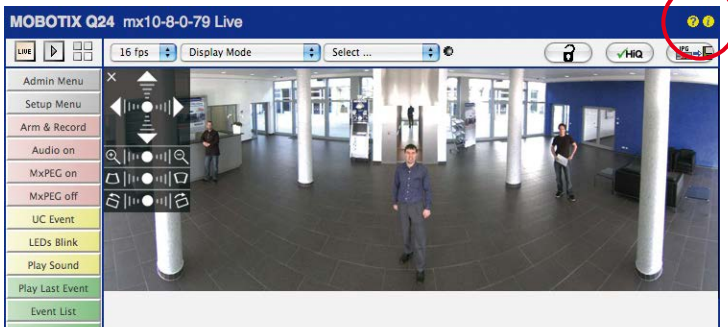 MOBOTIX Q24 mx10-8-0-79 Live
? i
LIVE
16 fps
Display Mode
Select ...
HiQ
JPG
Admin Menu
Setup Menu
Arm & Record
Audio on
MxPEG on
MxPEG off
UC Event
LEDs Blink
Play Sound
Play Last Event
Event List